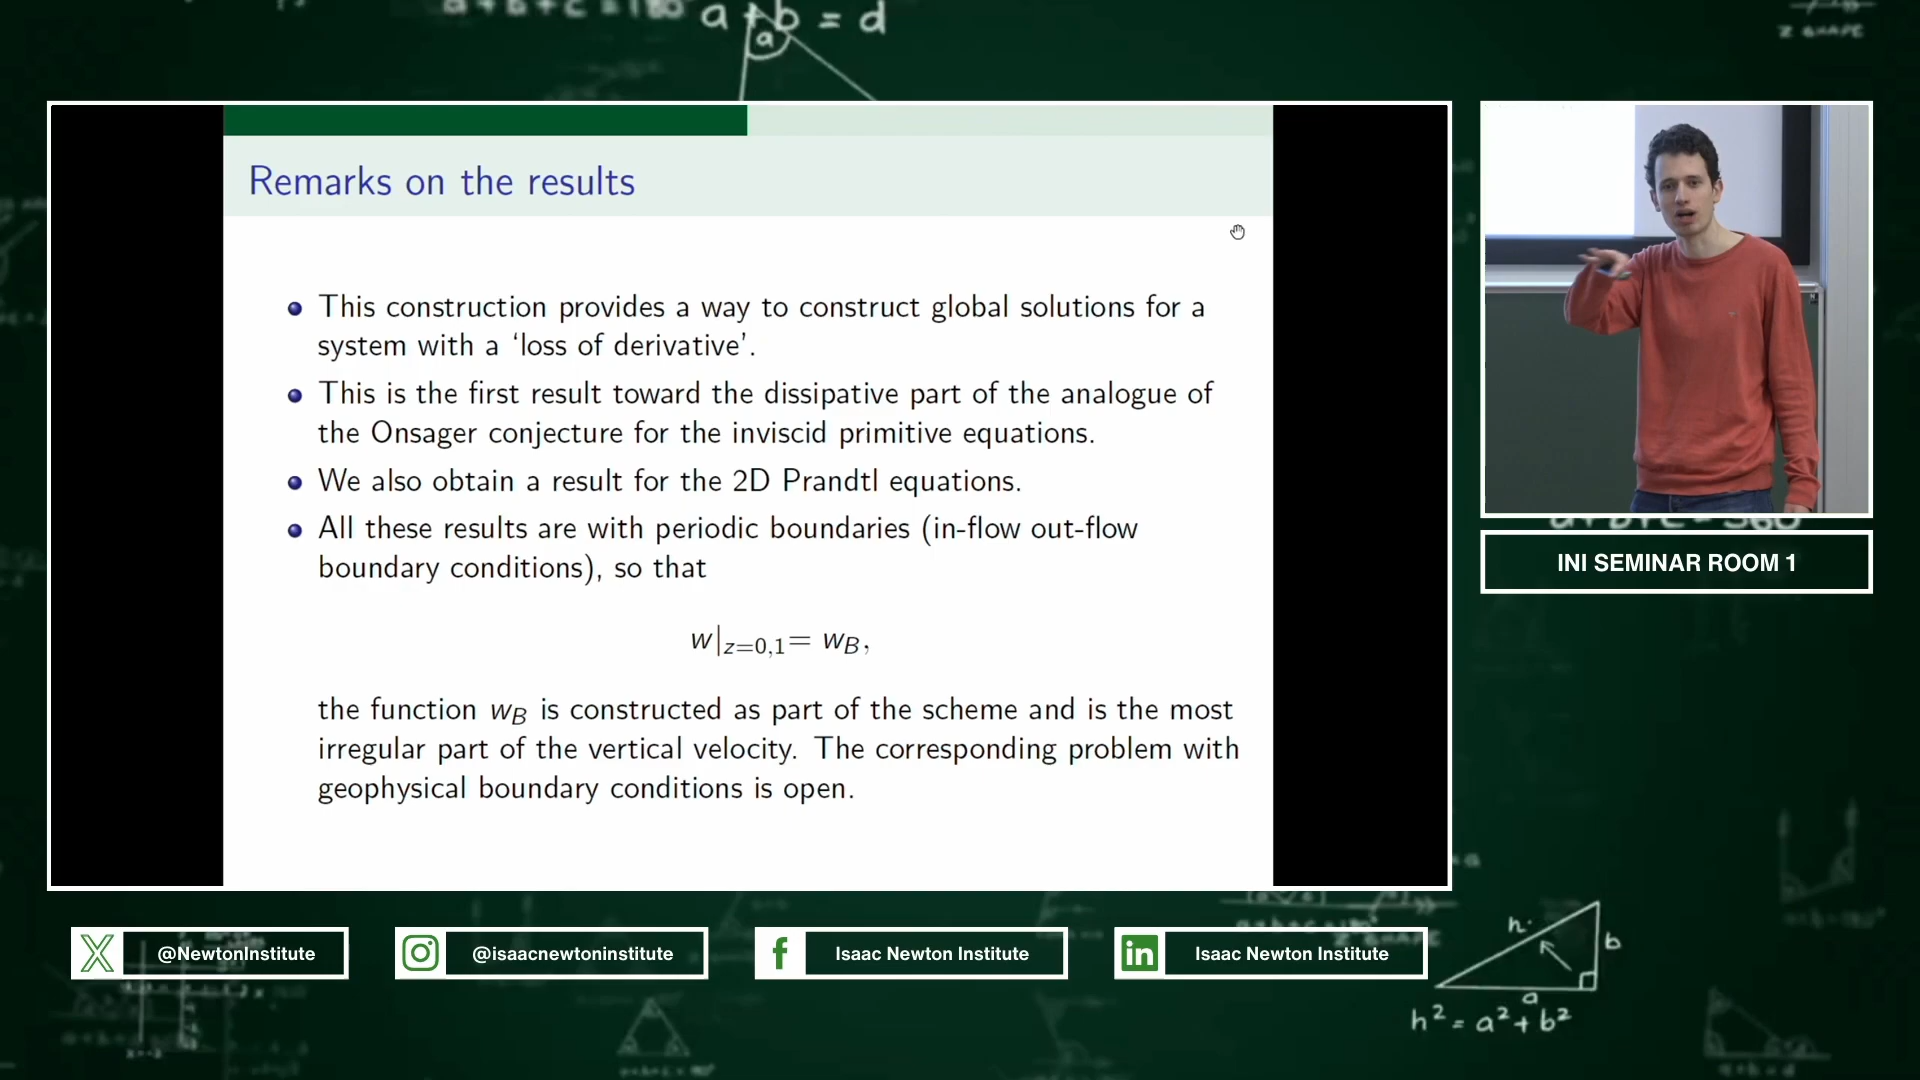 a + b = d
a
Z SHAPE
Remarks on the results
This construction provides a way to construct global solutions for a
system with a ‘loss of derivative’.
This is the first result toward the dissipative part of the analogue of
the Onsager conjecture for the inviscid primitive equations.
We also obtain a result for the 2D Prandtl equations.
All these results are with periodic boundaries (in-flow out-flow
boundary conditions), so that
w|z=0,1= wB,
the function wB is constructed as part of the scheme and is the most
irregular part of the vertical velocity. The corresponding problem with
geophysical boundary conditions is open.
INI SEMINAR ROOM 1
@NewtonInstitute
@isaacnewtoninstitute
Isaac Newton Institute
in
Isaac Newton Institute
h
b
a
h² = a² + b²